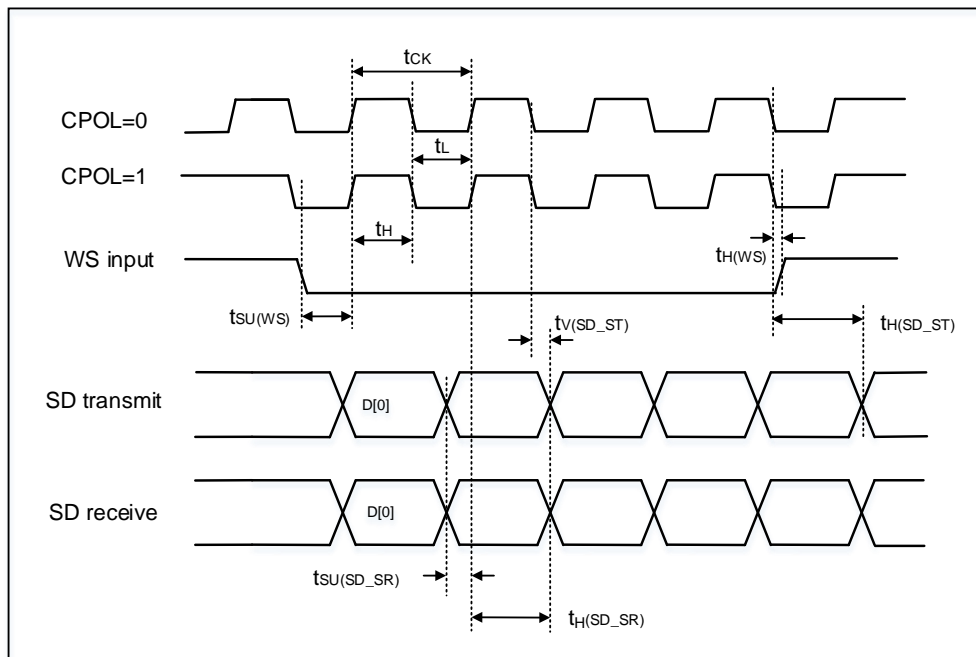 tCK
CPOL=0
tL
CPOL=1
tH
tH(WS)
WS input
tSU(WS)
tV(SD_ST)
tH(SD_ST)
SD transmit
D[0]
SD receive
D[0]
tSU(SD_SR)
tH(SD_SR)